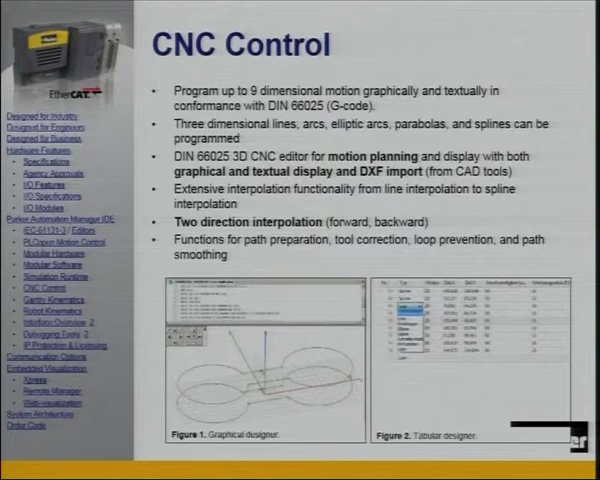 CNC Control
EtherCAT
Designed for Industry
Designed for Engineers
Designed for Business
Hardware Features
• Specifications
• Agency Approvals
• I/O Features
• I/O Specifications
• I/O Modules
Parker Automation Manager IDE
• IEC-61131-3 / Editors
• PLCopen Motion Control
• Modular Hardware
• Modular Software
• Simulation Runtime
• CNC Control
• Gantry Kinematics
• Robot Kinematics
• Interface Overview 2
• Debugging Tools 2
• IP Protection & Licensing
Communication Options
Embedded Visualization
• Xpress
• Remote Manager
• Web-visualization
System Architecture
Order Code
• Program up to 9 dimensional motion graphically and textually in
conformance with DIN 66025 (G-code).
• Three dimensional lines, arcs, elliptic arcs, parabolas, and splines can be
programmed
• DIN 66025 3D CNC editor for motion planning and display with both
graphical and textual display and DXF import (from CAD tools)
• Extensive interpolation functionality from line interpolation to spline
interpolation
• Two direction interpolation (forward, backward)
• Functions for path preparation, tool correction, loop prevention, and path
smoothing
Figure 1. Graphical designer.
Figure 2. Tabular designer.
er